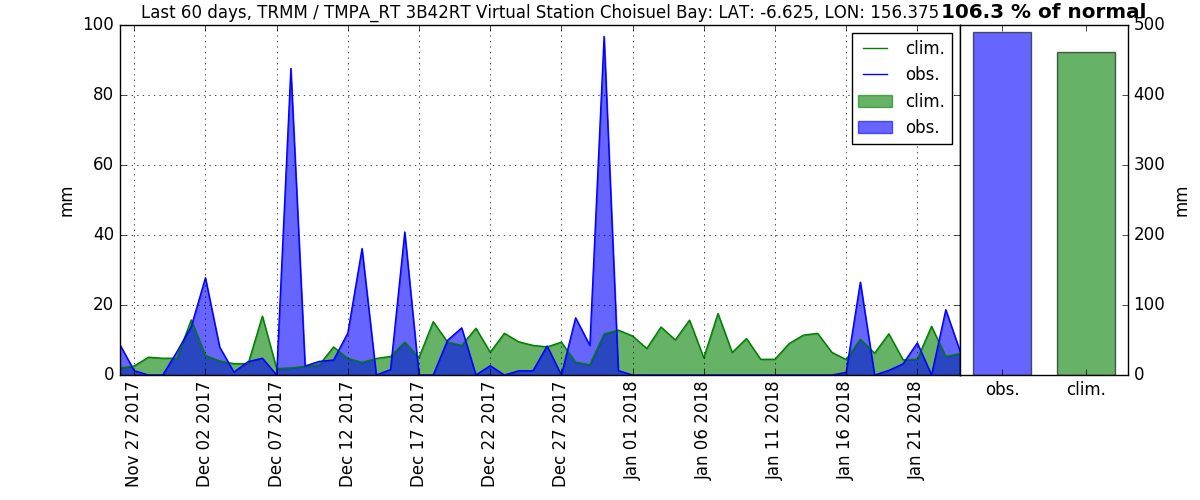 Last 60 days, TRMM / TMPA_RT 3B42RT Virtual Station Choisuel Bay: LAT: -6.625, LON: 156.375
106.3 % of normal
100
80
60
40
20
0
mm
clim.
obs.
clim.
obs.
Nov 27 2017
Dec 02 2017
Dec 07 2017
Dec 12 2017
Dec 17 2017
Dec 22 2017
Dec 27 2017
Jan 01 2018
Jan 06 2018
Jan 11 2018
Jan 16 2018
Jan 21 2018
500
400
300
200
100
0
mm
obs.
clim.